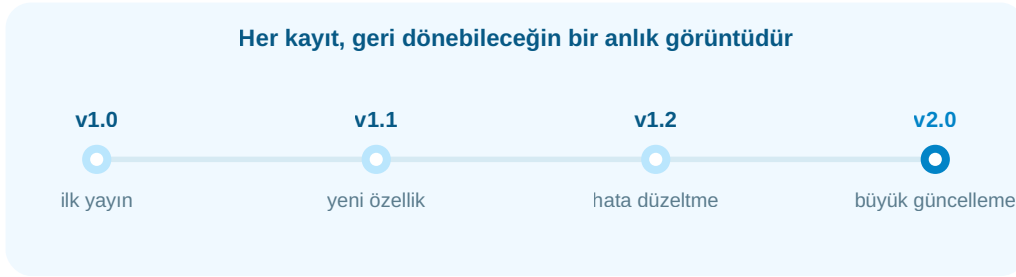 Her kayıt, geri dönebileceğin bir anlık görüntüdür
v1.0
v1.1
v1.2
v2.0
ilk yayın
yeni özellik
hata düzeltme
büyük güncelleme